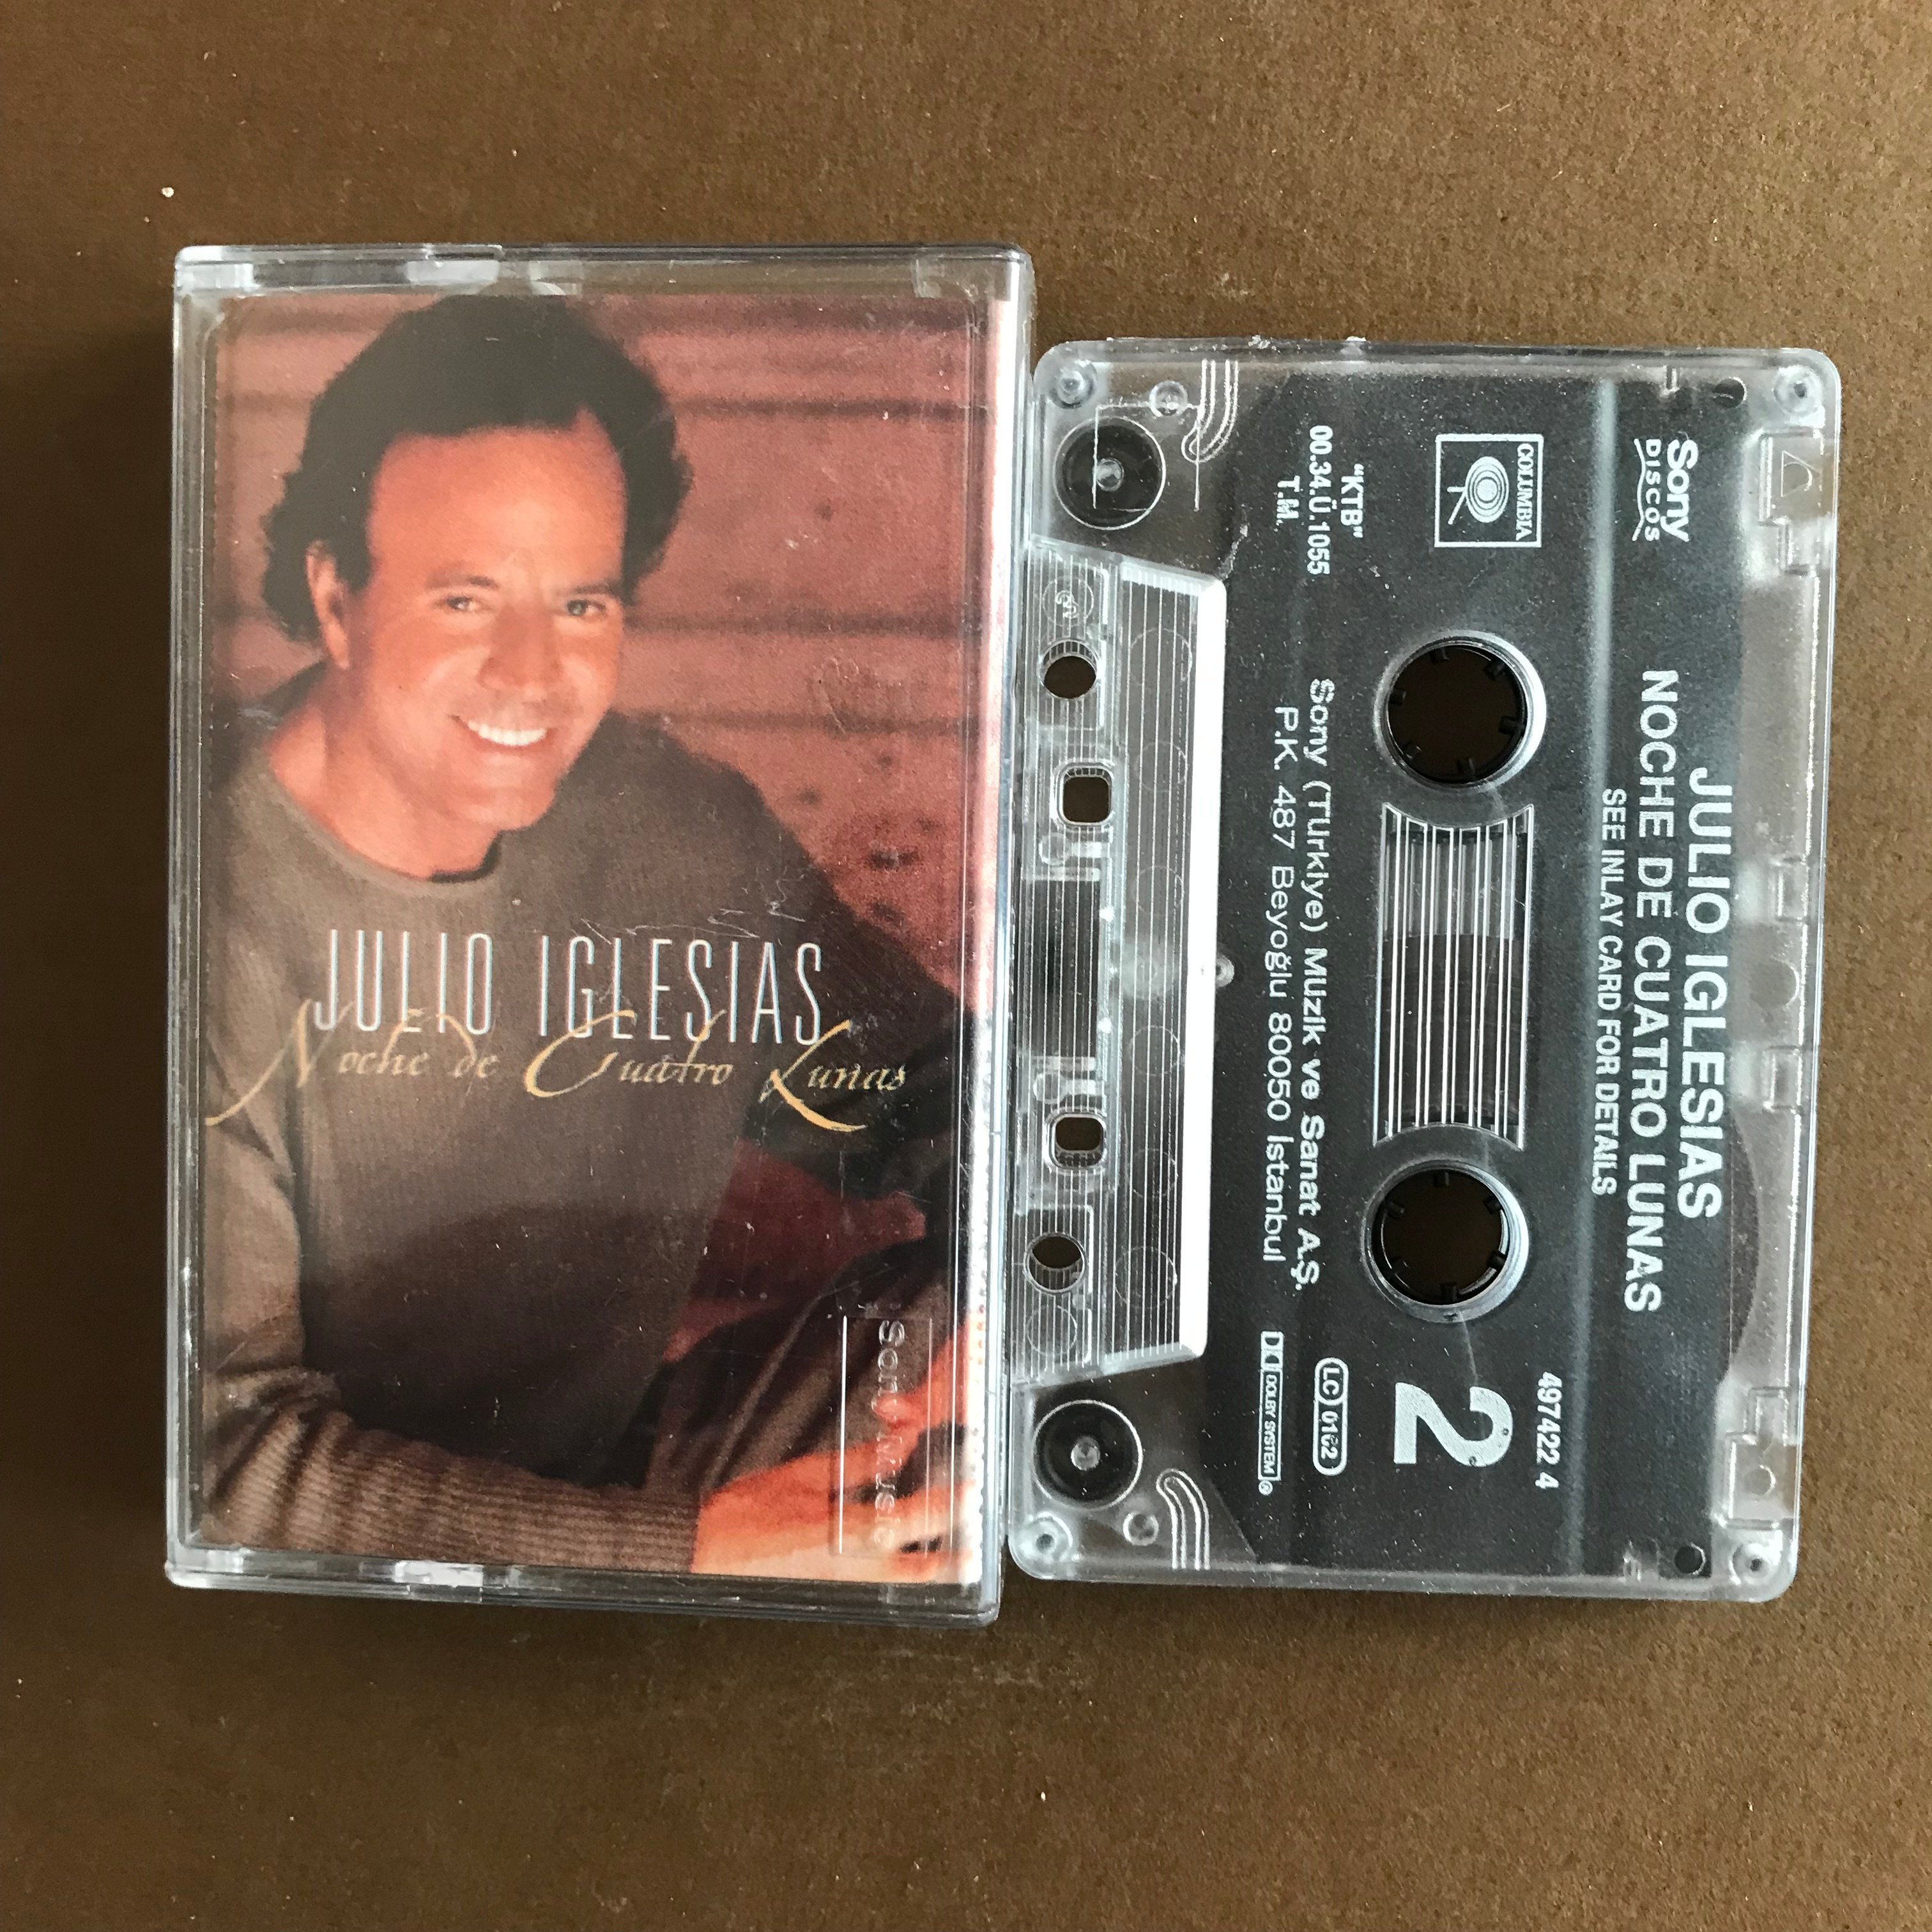 JULIO IGLESIAS
Noche de Cuatro Lunas
Sony Music
Sony
DISCOS
JULIO IGLESIAS
NOCHE DE CUATRO LUNAS
SEE INLAY CARD FOR DETAILS
COLUMBIA
497422 4
2
"KTB"
00.34.Ü.1055
T.M.
Sony (Türkiye) Müzik ve Sanat A.Ş.
P.K. 487 Beyoğlu 80050 İstanbul
LC 0162
DOLBY SYSTEM ®